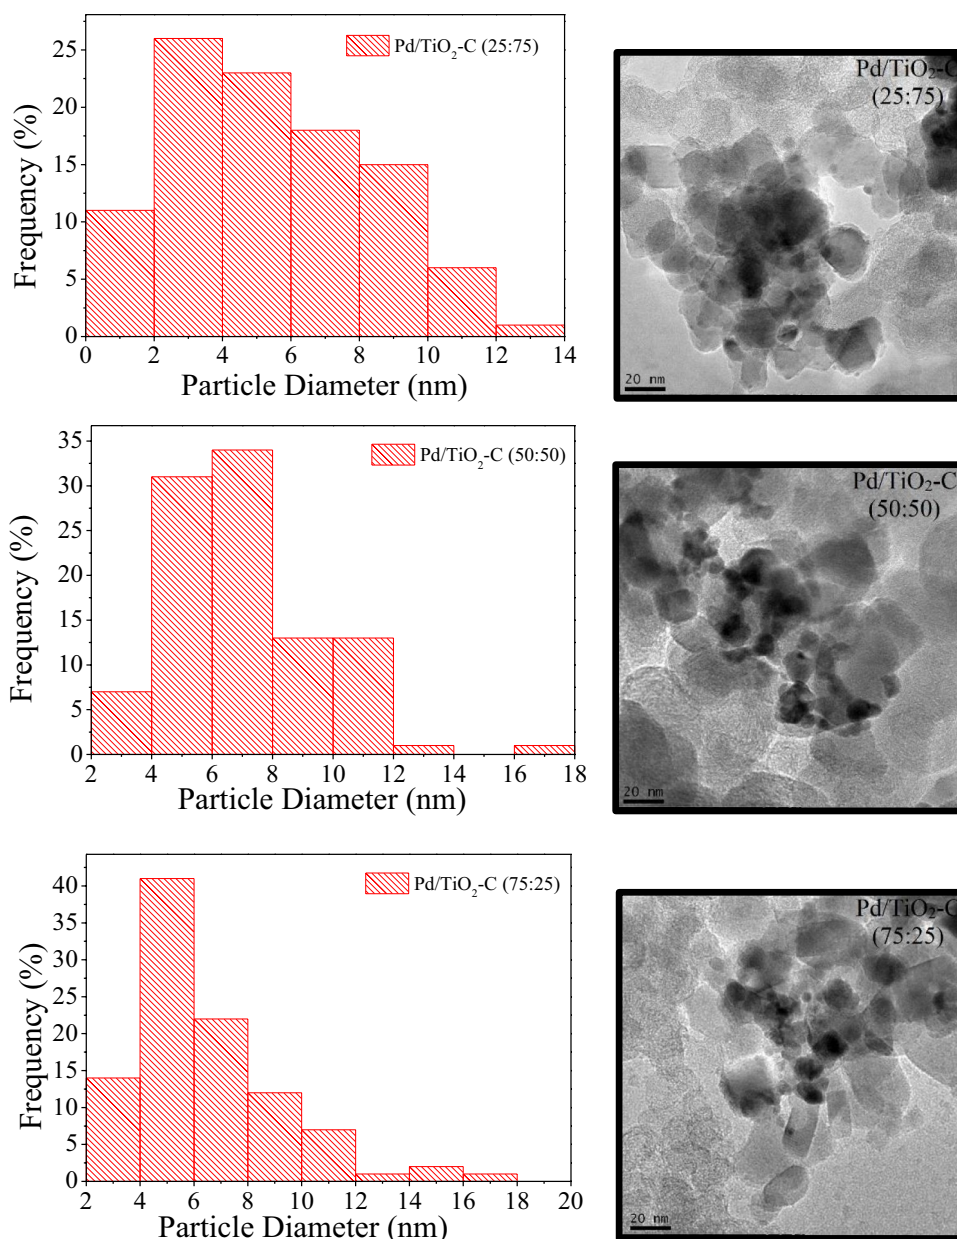 25
20
15
10
5
0
Frequency (%)
Pd/TiO₂-C (25:75)
0 2 4 6 8 10 12 14
Particle Diameter (nm)
Pd/TiO₂-C
(25:75)
20 nm
35
30
25
20
15
10
5
0
Frequency (%)
Pd/TiO₂-C (50:50)
2 4 6 8 10 12 14 16 18
Particle Diameter (nm)
Pd/TiO₂-C
(50:50)
20 nm
40
35
30
25
20
15
10
5
0
Frequency (%)
Pd/TiO₂-C (75:25)
2 4 6 8 10 12 14 16 18 20
Particle Diameter (nm)
Pd/TiO₂-C
(75:25)
20 nm